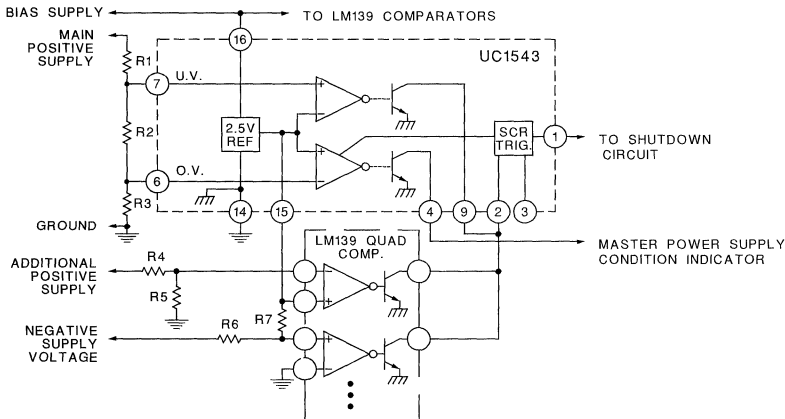 BIAS SUPPLY
TO LM139 COMPARATORS
MAIN
POSITIVE
SUPPLY
16
UC1543
R1
7
U.V.
+
−
2.5V
REF
R2
+
−
SCR
TRIG.
1
TO SHUTDOWN
CIRCUIT
6
O.V.
R3
14
15
4
9
2
3
GROUND
LM139 QUAD
COMP.
MASTER POWER SUPPLY
CONDITION INDICATOR
ADDITIONAL
POSITIVE
SUPPLY
R4
−
R5
+
R7
NEGATIVE
SUPPLY
VOLTAGE
R6
+
−